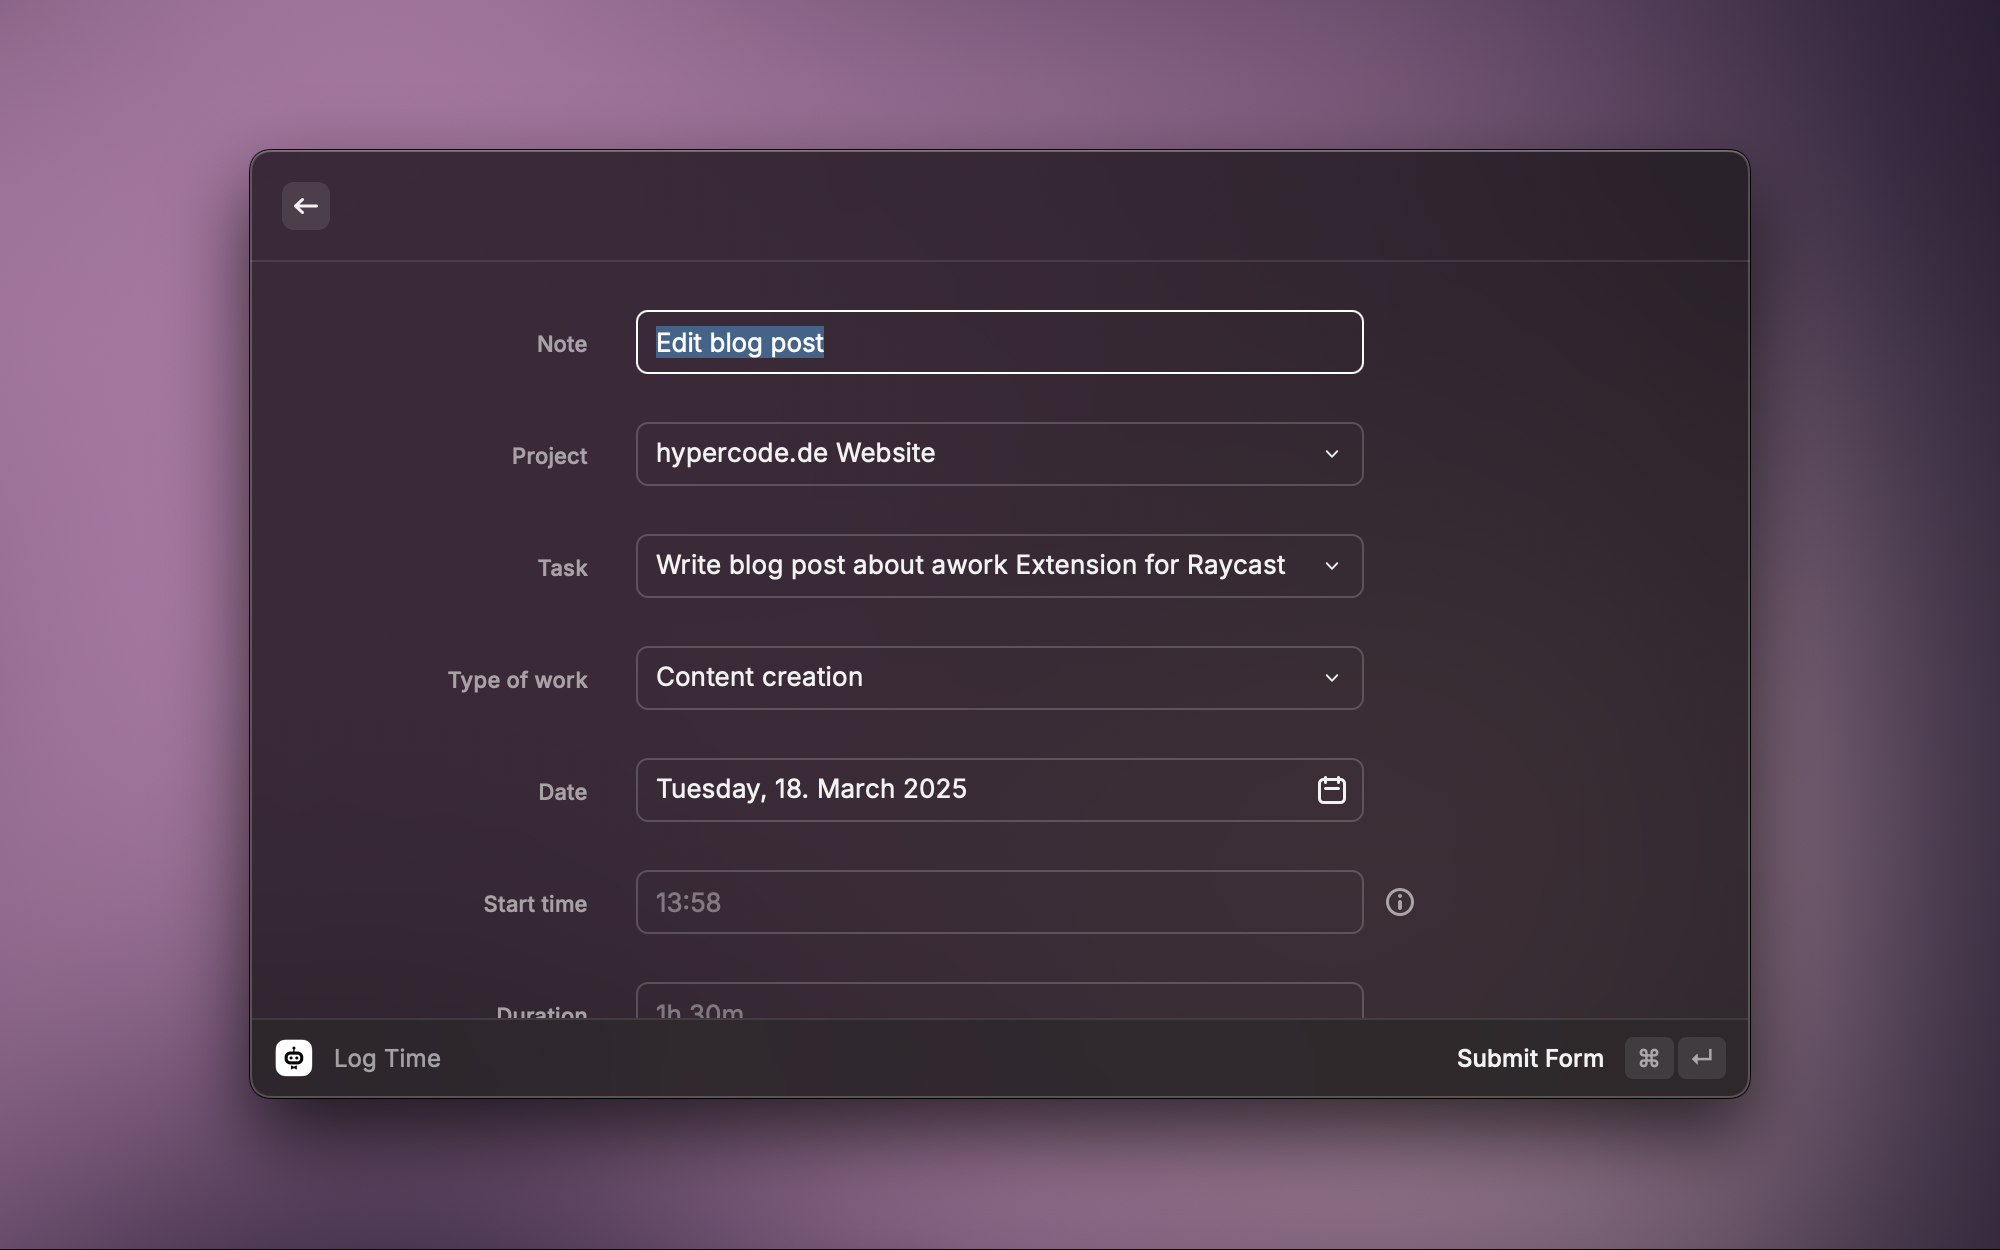 Note
Edit blog post
Project
hypercode.de Website
Task
Write blog post about awork Extension for Raycast
Type of work
Content creation
Date
Tuesday, 18. March 2025
Start time
13:58
Duration
1h 30m
Log Time
Submit Form ⌘ ↵